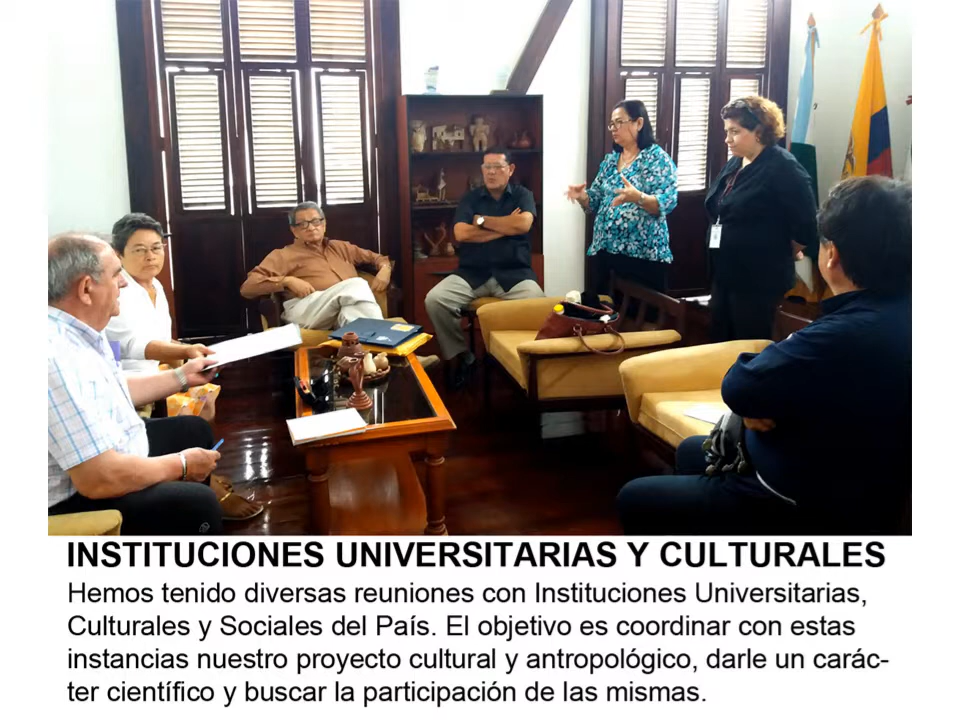 INSTITUCIONES UNIVERSITARIAS Y CULTURALES
Hemos tenido diversas reuniones con Instituciones Universitarias,
Culturales y Sociales del País. El objetivo es coordinar con estas
instancias nuestro proyecto cultural y antropológico, darle un carác-
ter científico y buscar la participación de las mismas.